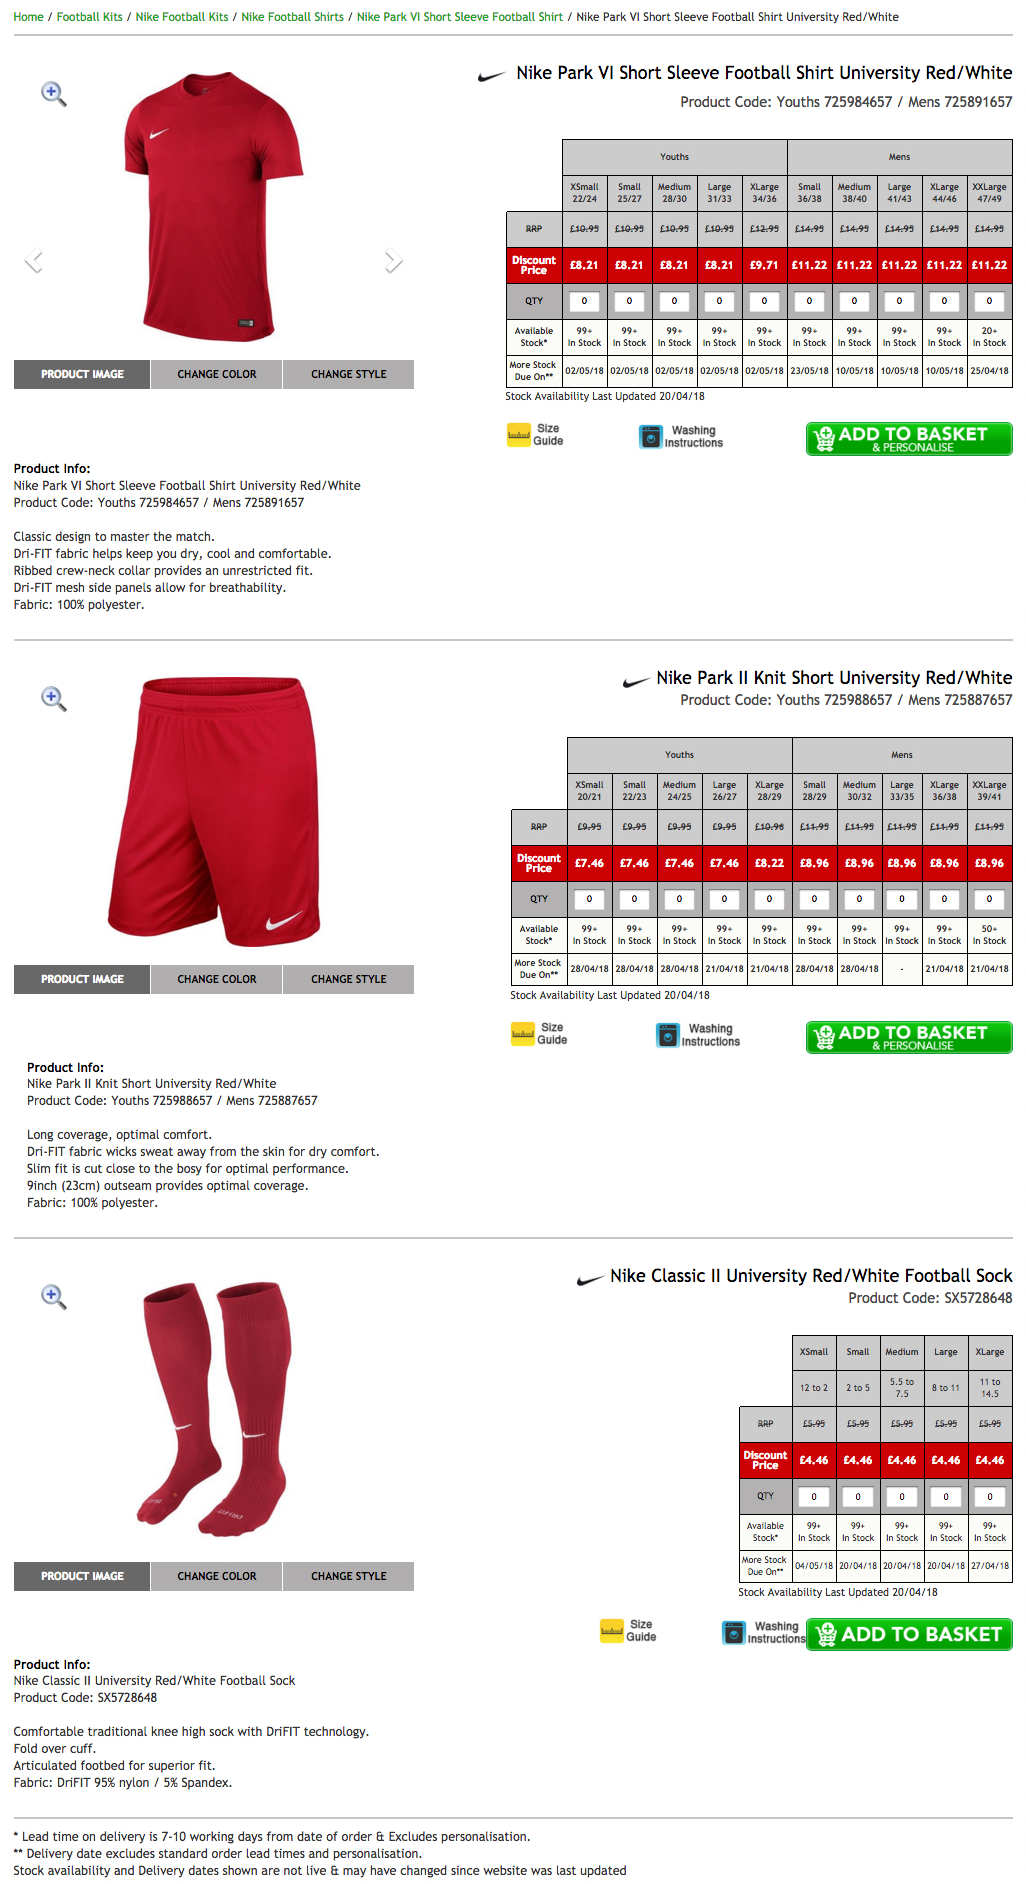 Home / Football Kits / Nike Football Kits / Nike Football Shirts / Nike Park VI Short Sleeve Football Shirt / Nike Park VI Short Sleeve Football Shirt University Red/White
Nike Park VI Short Sleeve Football Shirt University Red/White
Product Code: Youths 725984657 / Mens 725891657
Youths Mens
XSmall 22/24 Small 25/27 Medium 28/30 Large 31/33 XLarge 34/36 Small 36/38 Medium 38/40 Large 41/43 XLarge 44/46 XXLarge 47/49
RRP £10.95 £10.95 £10.95 £10.95 £12.95 £14.95 £14.95 £14.95 £14.95 £14.95
Discount Price £8.21 £8.21 £8.21 £8.21 £9.71 £11.22 £11.22 £11.22 £11.22 £11.22
QTY 0 0 0 0 0 0 0 0 0 0
Available Stock* 99+ In Stock 99+ In Stock 99+ In Stock 99+ In Stock 99+ In Stock 99+ In Stock 99+ In Stock 99+ In Stock 99+ In Stock 20+ In Stock
More Stock Due On** 02/05/18 02/05/18 02/05/18 02/05/18 02/05/18 23/05/18 10/05/18 10/05/18 10/05/18 25/04/18
Stock Availability Last Updated 20/04/18
PRODUCT IMAGE CHANGE COLOR CHANGE STYLE
Size Guide
Washing Instructions
ADD TO BASKET
& PERSONALISE
Product Info:
Nike Park VI Short Sleeve Football Shirt University Red/White
Product Code: Youths 725984657 / Mens 725891657
Classic design to master the match.
Dri-FIT fabric helps keep you dry, cool and comfortable.
Ribbed crew-neck collar provides an unrestricted fit.
Dri-FIT mesh side panels allow for breathability.
Fabric: 100% polyester.
Nike Park II Knit Short University Red/White
Product Code: Youths 725988657 / Mens 725887657
Youths Mens
XSmall 20/21 Small 22/23 Medium 24/25 Large 26/27 XLarge 28/29 Small 28/29 Medium 30/32 Large 33/35 XLarge 36/38 XXLarge 39/41
RRP £9.95 £9.95 £9.95 £9.95 £10.96 £11.95 £11.95 £11.95 £11.95 £11.95
Discount Price £7.46 £7.46 £7.46 £7.46 £8.22 £8.96 £8.96 £8.96 £8.96 £8.96
QTY 0 0 0 0 0 0 0 0 0 0
Available Stock* 99+ In Stock 99+ In Stock 99+ In Stock 99+ In Stock 99+ In Stock 99+ In Stock 99+ In Stock 99+ In Stock 99+ In Stock 50+ In Stock
More Stock Due On** 28/04/18 28/04/18 28/04/18 21/04/18 21/04/18 28/04/18 28/04/18 - 21/04/18 21/04/18
Stock Availability Last Updated 20/04/18
PRODUCT IMAGE CHANGE COLOR CHANGE STYLE
Size Guide
Washing Instructions
ADD TO BASKET
& PERSONALISE
Product Info:
Nike Park II Knit Short University Red/White
Product Code: Youths 725988657 / Mens 725887657
Long coverage, optimal comfort.
Dri-FIT fabric wicks sweat away from the skin for dry comfort.
Slim fit is cut close to the bosy for optimal performance.
9inch (23cm) outseam provides optimal coverage.
Fabric: 100% polyester.
Nike Classic II University Red/White Football Sock
Product Code: SX5728648
XSmall Small Medium Large XLarge
12 to 2 2 to 5 5.5 to 7.5 8 to 11 11 to 14.5
RRP £5.95 £5.95 £5.95 £5.95 £5.95
Discount Price £4.46 £4.46 £4.46 £4.46 £4.46
QTY 0 0 0 0 0
Available Stock* 99+ In Stock 99+ In Stock 99+ In Stock 99+ In Stock 99+ In Stock
More Stock Due On** 04/05/18 20/04/18 20/04/18 20/04/18 27/04/18
Stock Availability Last Updated 20/04/18
PRODUCT IMAGE CHANGE COLOR CHANGE STYLE
Size Guide
Washing Instructions
ADD TO BASKET
Product Info:
Nike Classic II University Red/White Football Sock
Product Code: SX5728648
Comfortable traditional knee high sock with DriFIT technology.
Fold over cuff.
Articulated footbed for superior fit.
Fabric: DriFIT 95% nylon / 5% Spandex.
* Lead time on delivery is 7-10 working days from date of order & Excludes personalisation.
** Delivery date excludes standard order lead times and personalisation.
Stock availability and Delivery dates shown are not live & may have changed since website was last updated